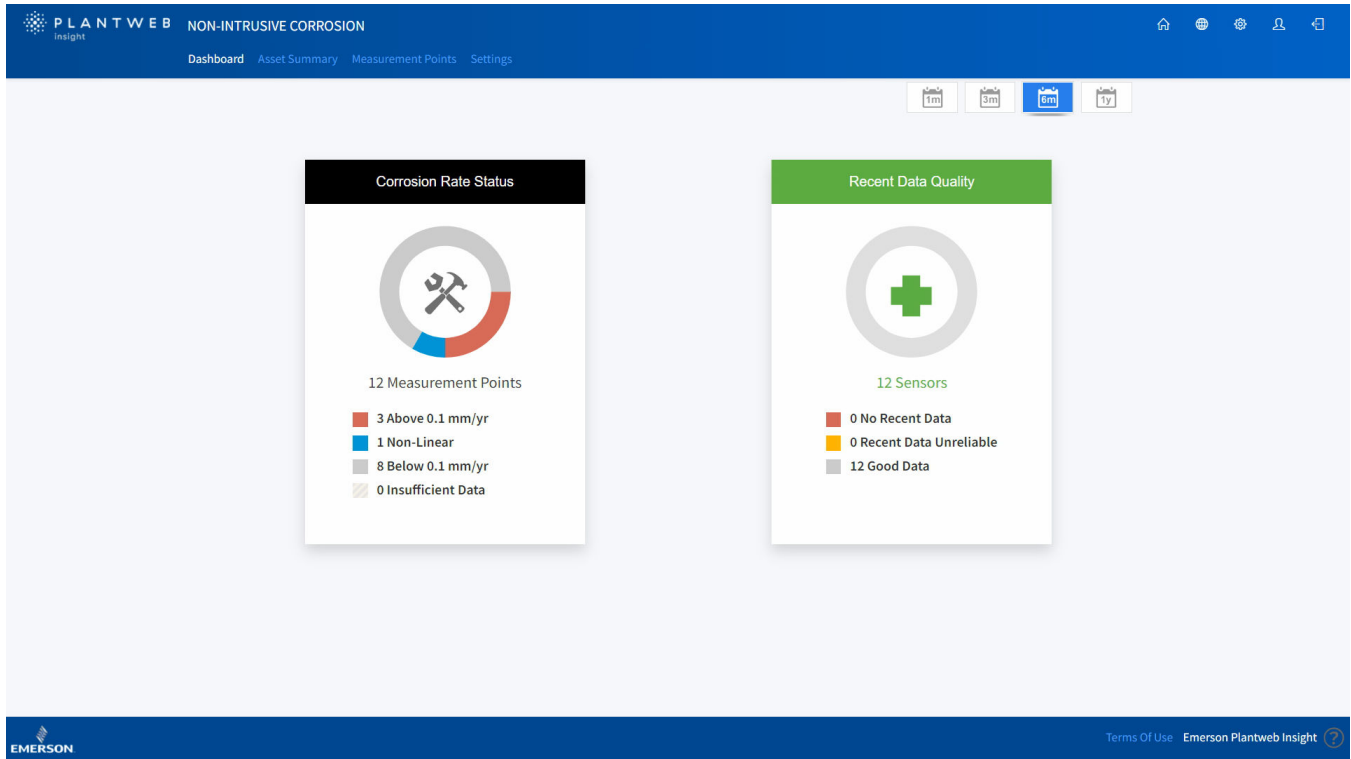 PLANTWEB
insight
NON-INTRUSIVE CORROSION
Dashboard Asset Summary Measurement Points Settings
1m 3m 6m 1y
Corrosion Rate Status
12 Measurement Points
3 Above 0.1 mm/yr
1 Non-Linear
8 Below 0.1 mm/yr
0 Insufficient Data
Recent Data Quality
12 Sensors
0 No Recent Data
0 Recent Data Unreliable
12 Good Data
EMERSON
Terms Of Use Emerson Plantweb Insight ?